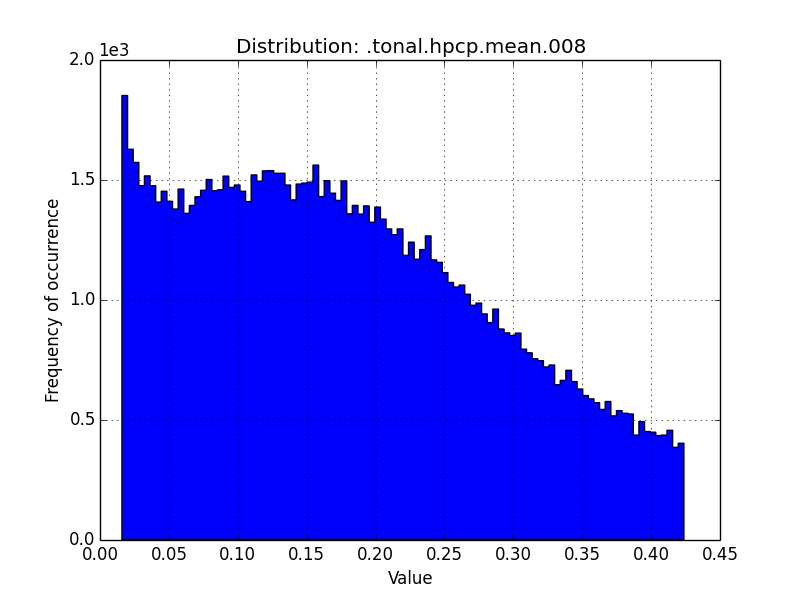 Distribution: .tonal.hpcp.mean.008
1e3
2.0
1.5
1.0
0.5
0.0
Frequency of occurrence
0.00 0.05 0.10 0.15 0.20 0.25 0.30 0.35 0.40 0.45
Value